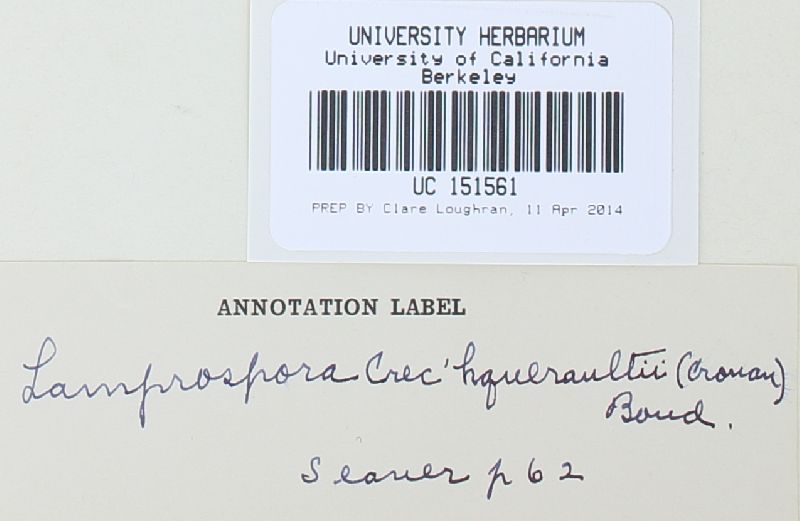 UNIVERSITY HERBARIUM
University of California
Berkeley
UC 151561
PREP BY Clare Loughran, 11 Apr 2014
ANNOTATION LABEL
Lamprospora Crec'hqueraultii (Crouan)
Boud.
Seaver p 62